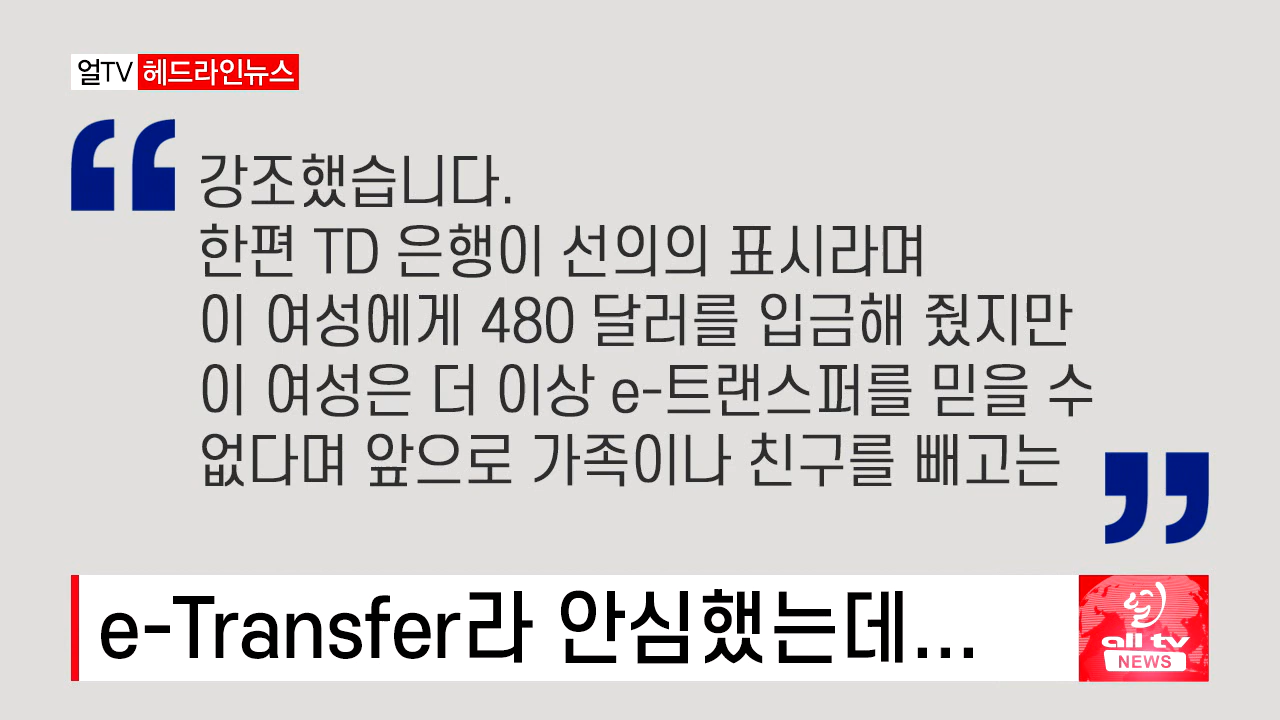 얼TV 헤드라인뉴스
강조했습니다.
한편 TD 은행이 선의의 표시라며
이 여성에게 480 달러를 입금해 줬지만
이 여성은 더 이상 e-트랜스퍼를 믿을 수
없다며 앞으로 가족이나 친구를 빼고는
e-Transfer라 안심했는데...
얼
all tv
NEWS